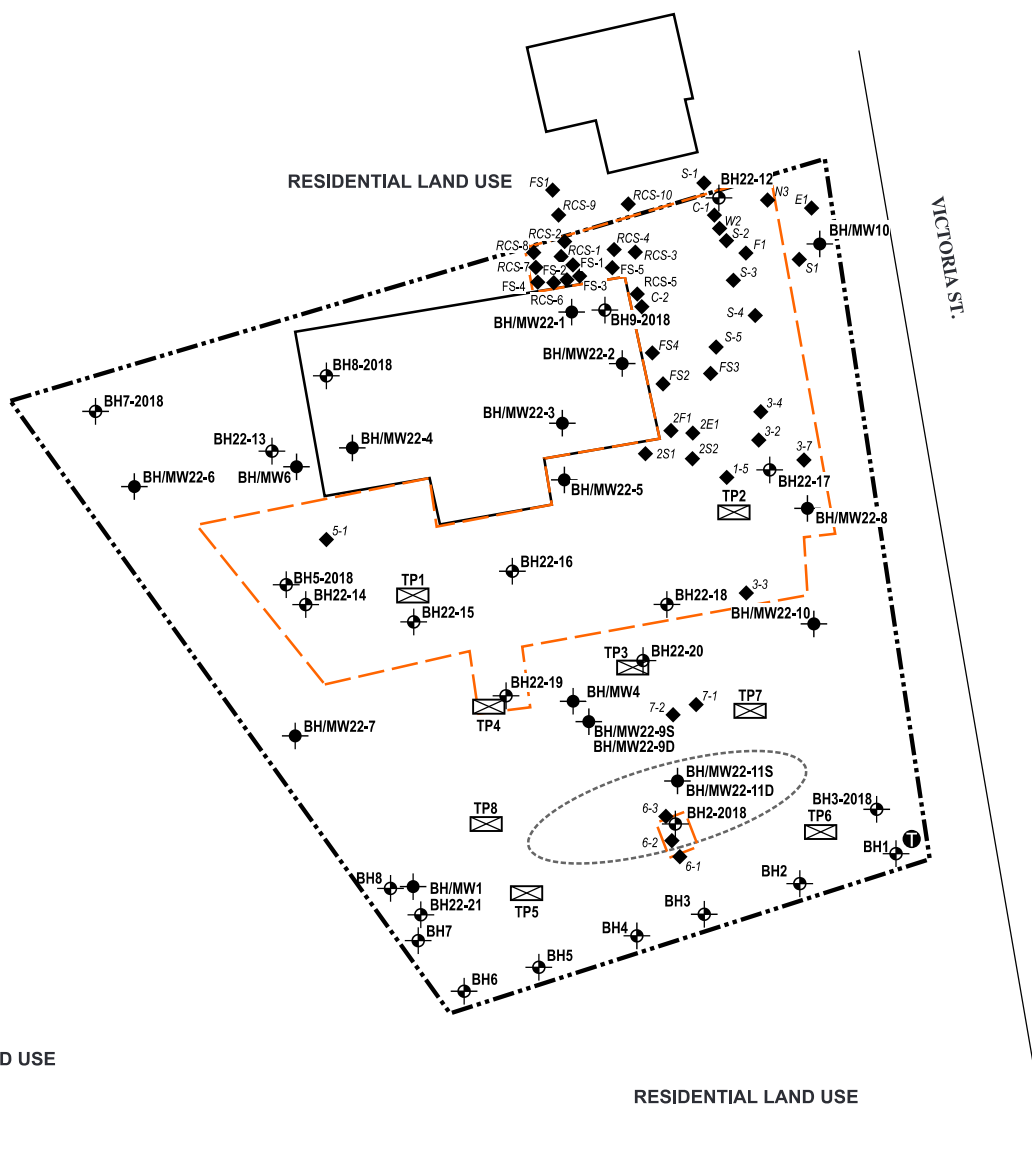 RESIDENTIAL LAND USE
FS1
S-1
BH22-12
N3
RCS-10
RCS-9
C-1
E1
W2
RCS-2
S-2
BH/MW10
RCS-8
RCS-1
RCS-4
RCS-3
F1
S1
RCS-7
FS-2
FS-1
FS-5
S-3
FS-4
FS-3
RCS-5
RCS-6
C-2
VICTORIA ST.
BH/MW22-1
BH9-2018
S-4
BH/MW22-2
FS4
S-5
BH8-2018
FS2
FS3
BH7-2018
BH/MW22-3
3-4
BH/MW22-4
2F1
2E1
3-2
BH22-13
2S1
2S2
3-7
BH/MW6
BH/MW22-6
BH/MW22-5
1-5
BH22-17
TP2
BH/MW22-8
5-1
BH22-16
BH5-2018
TP1
BH22-14
BH22-15
BH22-18
3-3
BH/MW22-10
TP3
BH22-20
BH22-19
TP4
BH/MW4
7-2
7-1
TP7
BH/MW22-9S
BH/MW22-9D
BH/MW22-7
BH/MW22-11S
BH/MW22-11D
TP8
6-3
BH2-2018
BH3-2018
TP6
6-2
6-1
T
BH1
BH8
BH/MW1
BH2
TP5
BH22-21
BH3
BH7
BH4
BH5
BH6
D USE
RESIDENTIAL LAND USE